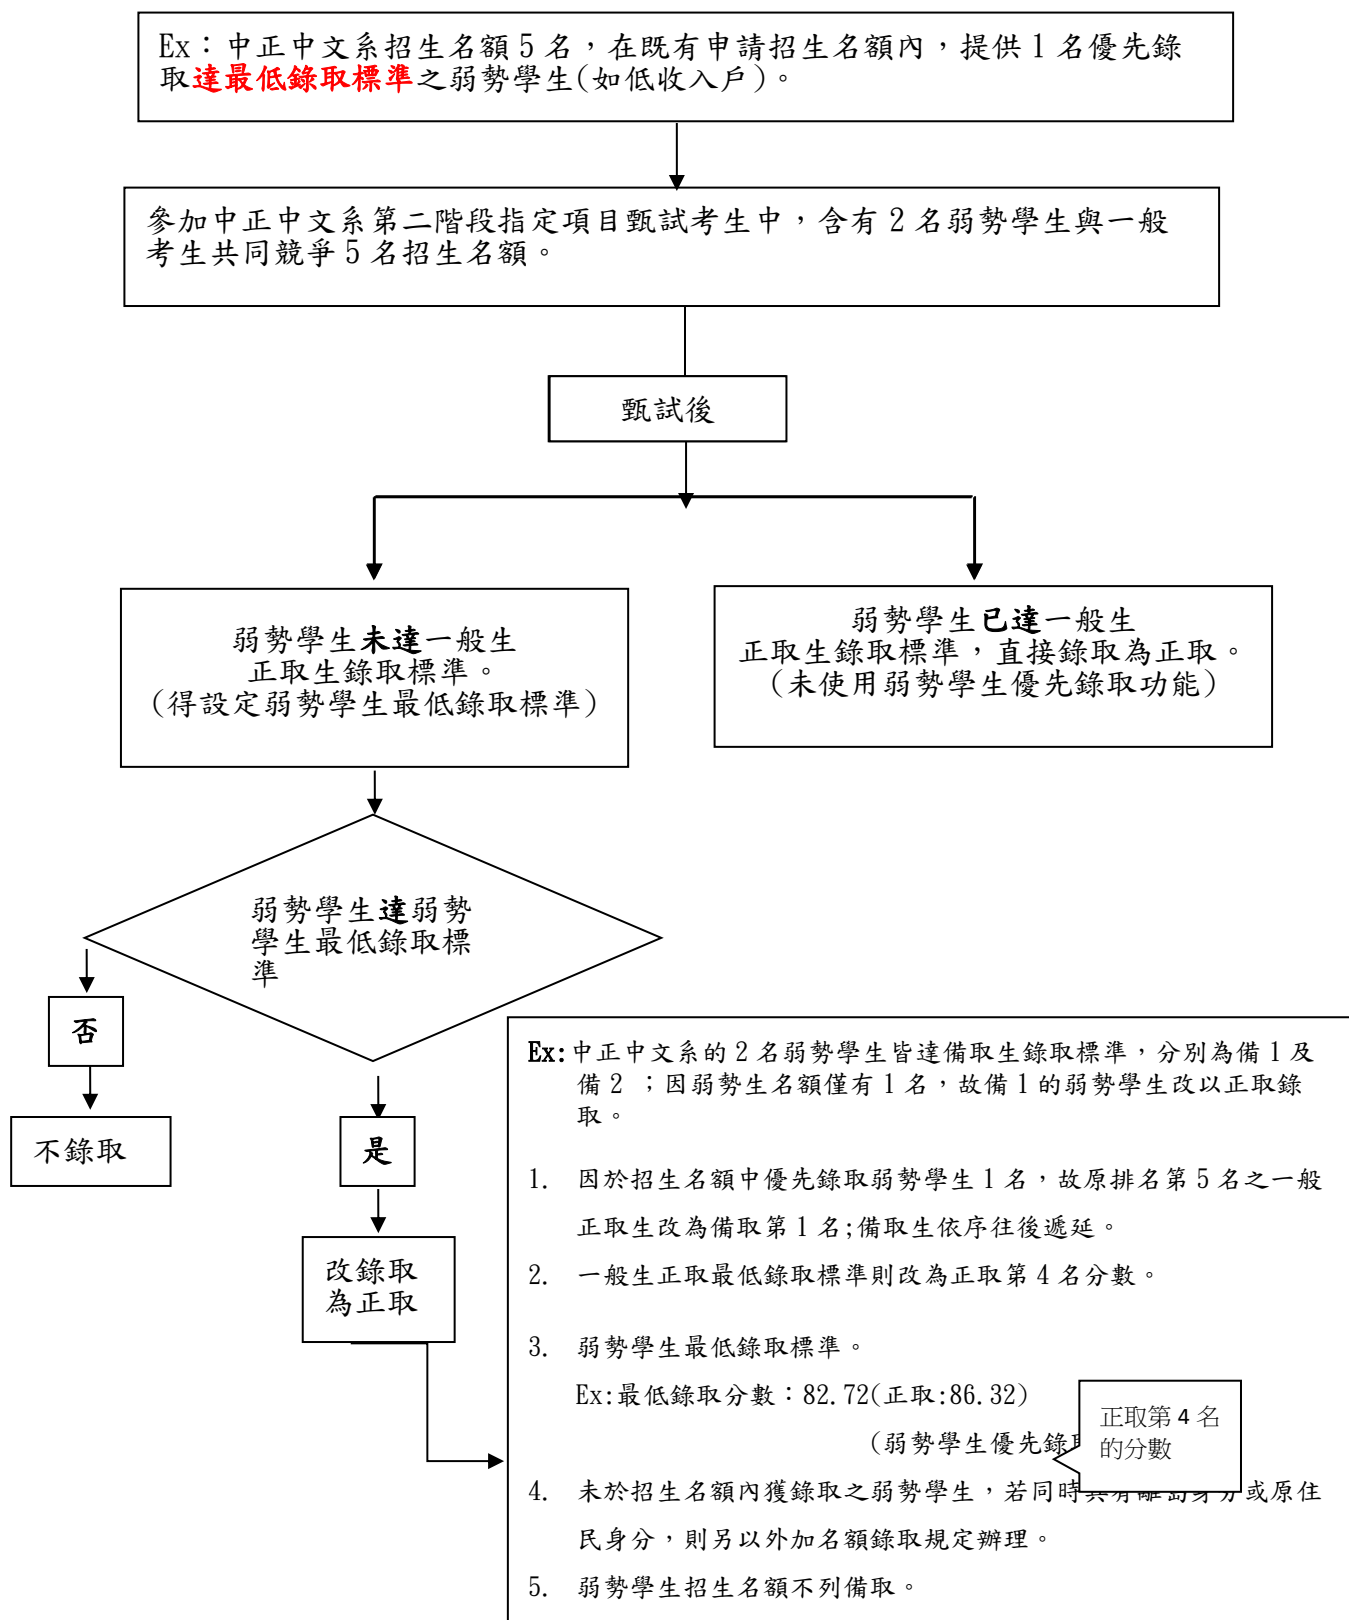 Ex：中正中文系招生名額 5 名，在既有申請招生名額內，提供 1 名優先錄
取達最低錄取標準之弱勢學生(如低收入戶)。
參加中正中文系第二階段指定項目甄試考生中，含有 2 名弱勢學生與一般
考生共同競爭 5 名招生名額。
甄試後
弱勢學生未達一般生
正取生錄取標準。
(得設定弱勢學生最低錄取標準)
弱勢學生已達一般生
正取生錄取標準，直接錄取為正取。
(未使用弱勢學生優先錄取功能)
弱勢學生達弱勢
學生最低錄取標
準
否
不錄取
是
改錄取
為正取
Ex:中正中文系的 2 名弱勢學生皆達備取生錄取標準，分別為備 1 及
備 2 ；因弱勢生名額僅有 1 名，故備 1 的弱勢學生改以正取錄
取。
1. 因於招生名額中優先錄取弱勢學生 1 名，故原排名第 5 名之一般
正取生改為備取第 1 名;備取生依序往後遞延。
2. 一般生正取最低錄取標準則改為正取第 4 名分數。
3. 弱勢學生最低錄取標準。
Ex:最低錄取分數：82.72(正取:86.32)
(弱勢學生優先錄
正取第 4 名
的分數
4. 未於招生名額內獲錄取之弱勢學生，若同時具有離島身分或原住
民身分，則另以外加名額錄取規定辦理。
5. 弱勢學生招生名額不列備取。